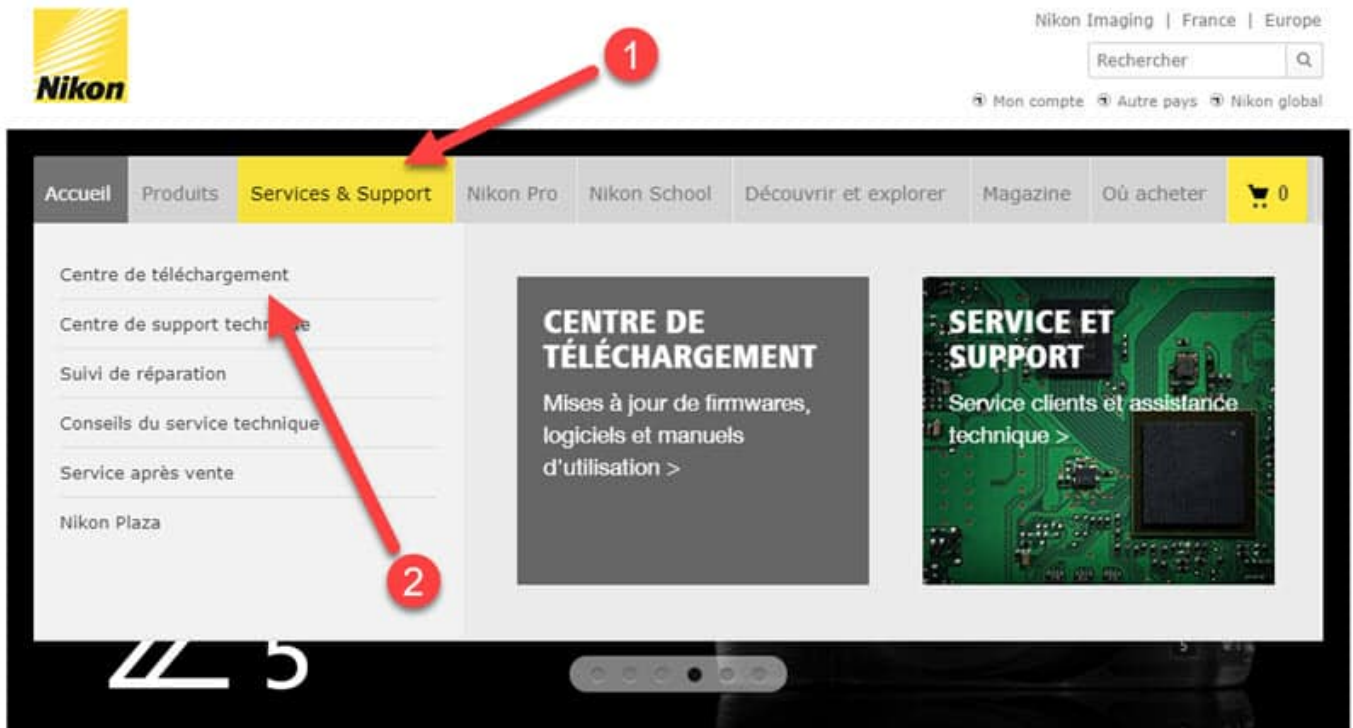 Nikon
Nikon Imaging | France | Europe
Rechercher
Mon compte Autre pays Nikon global
1
Accueil Produits Services & Support Nikon Pro Nikon School Découvrir et explorer Magazine Où acheter 0
Centre de téléchargement
Centre de support technique
Suivi de réparation
Conseils du service technique
Service après vente
Nikon Plaza
2
CENTRE DE
TÉLÉCHARGEMENT
Mises à jour de firmwares,
logiciels et manuels
d'utilisation >
SERVICE ET
SUPPORT
Service clients et assistance
technique >
Z 5